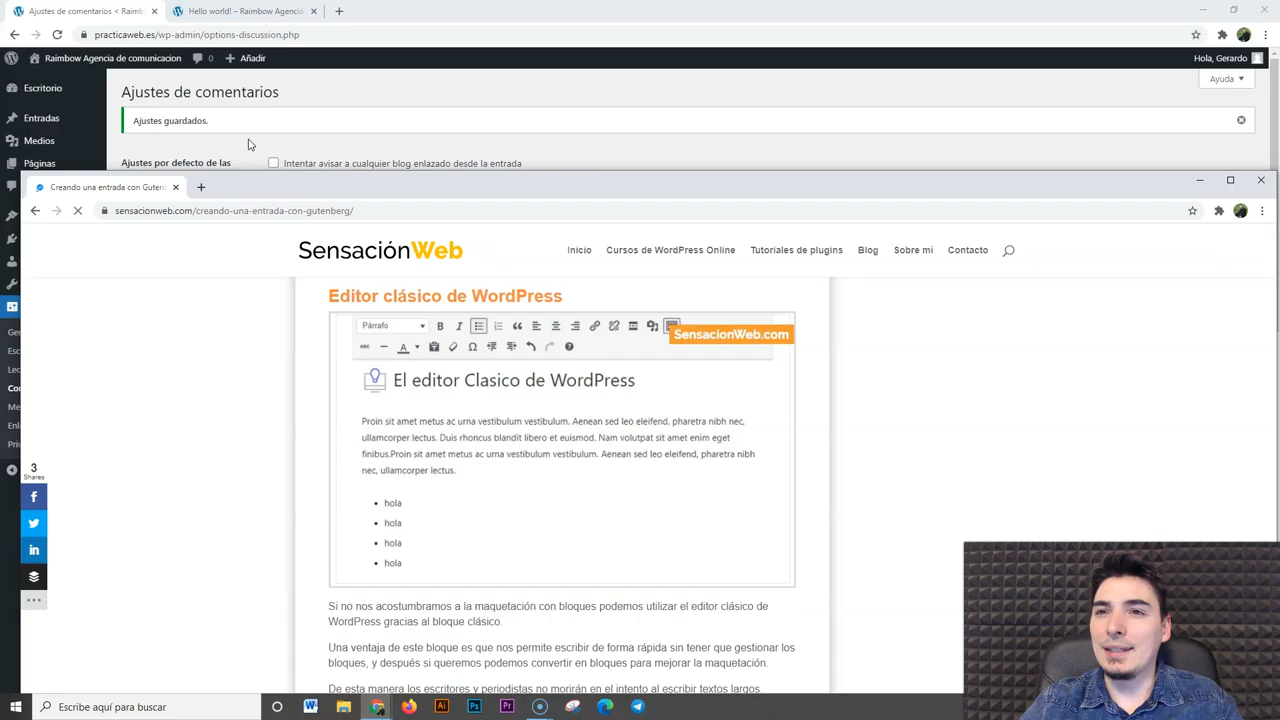 Ajustes de comentarios < Raimb
Hello world! – Raimbow Agencia
practicaweb.es/wp-admin/options-discussion.php
Raimbow Agencia de comunicacion 0 Añadir Hola, Gerardo
Escritorio
Entradas
Medios
Páginas
Ajustes de comentarios
Ayuda
Ajustes guardados.
Ajustes por defecto de las
Intentar avisar a cualquier blog enlazado desde la entrada
Creando una entrada con Gutenb
sensacionweb.com/creando-una-entrada-con-gutenberg/
SensaciónWeb
Inicio Cursos de WordPress Online Tutoriales de plugins Blog Sobre mi Contacto
Ge
Esc
Lec
Co
Me
Enl
Priv
3
Shares
Editor clásico de WordPress
Párrafo
SensacionWeb.com
ABC
El editor Clasico de WordPress
Proin sit amet metus ac urna vestibulum vestibulum. Aenean sed leo eleifend, pharetra nibh nec,
ullamcorper lectus. Duis rhoncus blandit libero et euismod. Nam volutpat sit amet enim eget
finibus.Proin sit amet metus ac urna vestibulum vestibulum. Aenean sed leo eleifend, pharetra nibh
nec, ullamcorper lectus.
hola
hola
hola
hola
Si no nos acostumbramos a la maquetación con bloques podemos utilizar el editor clásico de
WordPress gracias al bloque clásico.
Una ventaja de este bloque es que nos permite escribir de forma rápida sin tener que gestionar los
bloques, y después si queremos podemos convertir en bloques para mejorar la maquetación.
De esta manera los escritores y periodistas no morirán en el intento al escribir textos largos.
Escribe aquí para buscar